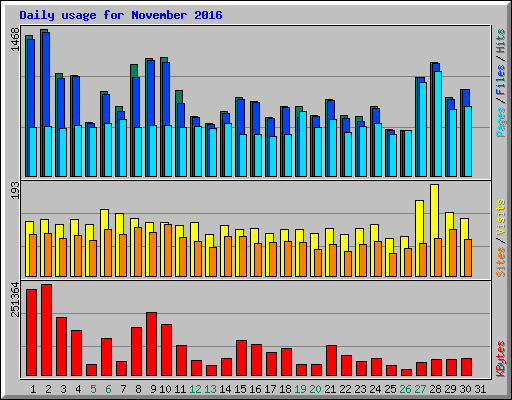 Daily usage for November 2016
1468
Pages / Files / Hits
193
Sites / Visits
251364
KBytes
1 2 3 4 5 6 7 8 9 10 11 12 13 14 15 16 17 18 19 20 21 22 23 24 25 26 27 28 29 30 31